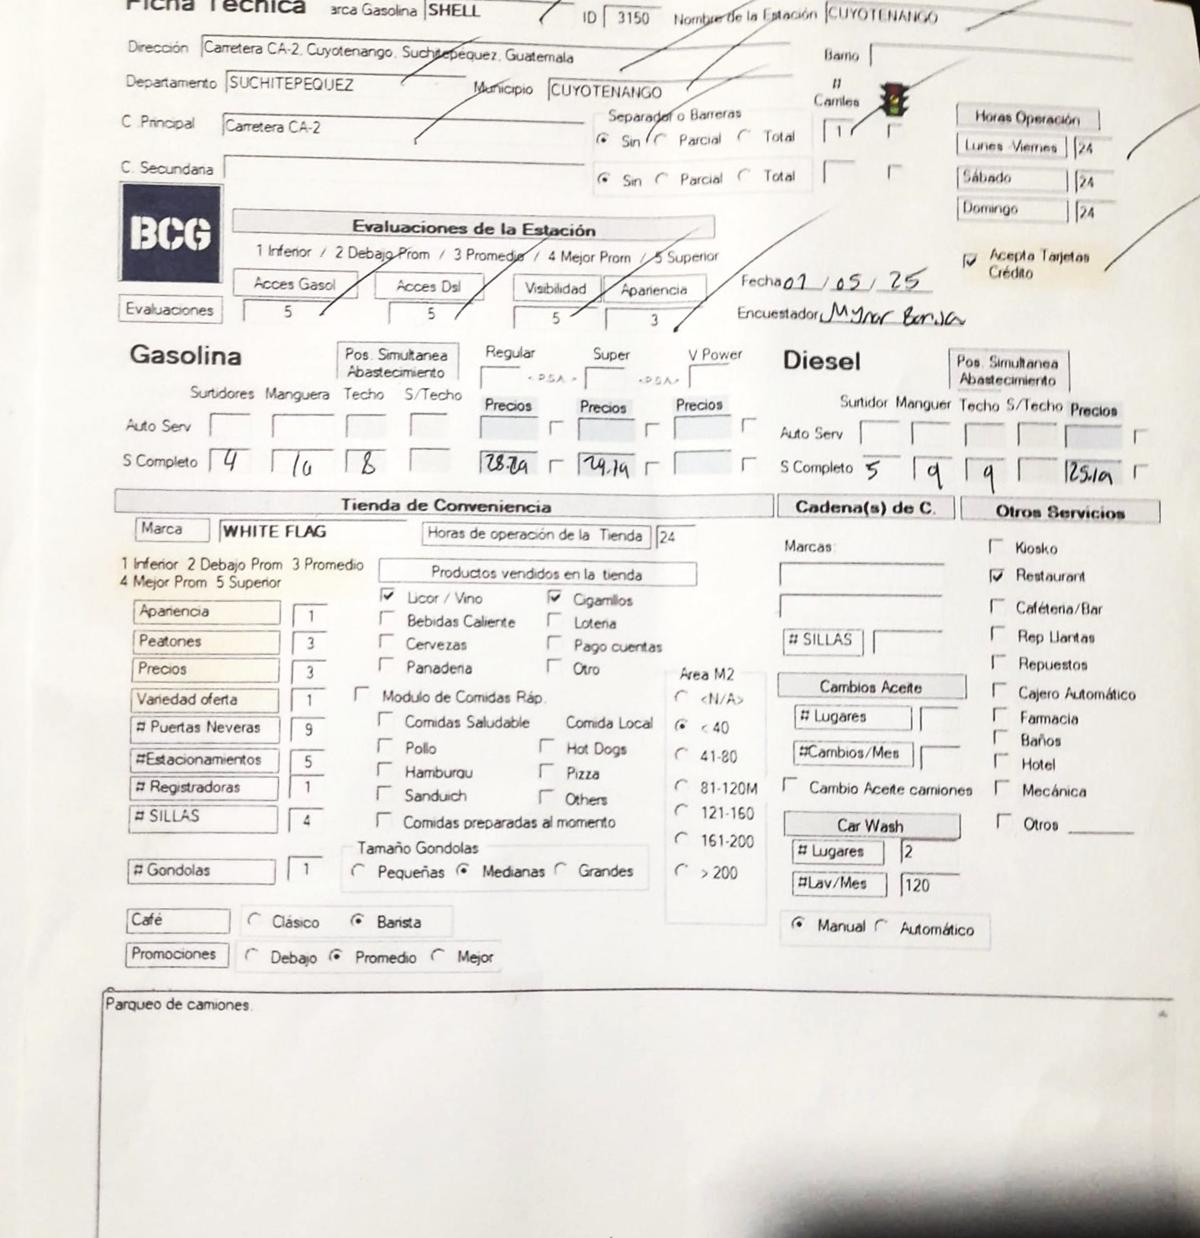 Ficha Técnica arca Gasolina SHELL ID 3150 Nombre de la Estación CUYOTENANGO
Dirección Carretera CA-2, Cuyotenango, Suchitepequez, Guatemala Barrio
Departamento SUCHITEPEQUEZ Municipio CUYOTENANGO # Carriles
C .Principal Carretera CA-2 Separador o Barreras Sin Parcial Total 1
Horas Operación
Lunes -Viernes 24
C. Secundana Sin Parcial Total
Sábado 24
Domingo 24
BCG
Evaluaciones de la Estación
1 Inferior / 2 Debajo Prom / 3 Promedio / 4 Mejor Prom / 5 Superior
Acepta Tarjetas Crédito
Acces Gasol Acces Dsl Visibilidad Apariencia
Fecha 07 / 05 / 25
Evaluaciones 5 5 5 3
Encuestador Mynor
Gasolina Pos. Simultanea Abastecimiento Regular Super V Power
Diesel Pos. Simultanea Abastecimiento
Surtidores Manguera Techo S/Techo Precios Precios Precios
Surtidor Manguer Techo S/Techo Precios
Auto Serv
Auto Serv
S Completo 4 10 8 28.29 29.19
S Completo 5 9 9 25.19
Tienda de Conveniencia Cadena(s) de C. Otros Servicios
Marca WHITE FLAG Horas de operación de la Tienda 24
1 Inferior 2 Debajo Prom 3 Promedio
4 Mejor Prom 5 Superior
Productos vendidos en la tienda
Apariencia 1
Peatones 3
Precios 3
Variedad oferta 1
# Puertas Neveras 9
#Estacionamientos 5
# Registradoras 1
# SILLAS 4
# Gondolas 1
Licor / Vino Cigarrillos
Bebidas Caliente Loteria
Cervezas Pago cuentas
Panaderia Otro
Modulo de Comidas Ráp.
Comidas Saludable Comida Local
Pollo Hot Dogs
Hamburgu Pizza
Sanduich Others
Comidas preparadas al momento
Tamaño Gondolas
Pequeñas Medianas Grandes
Area M2
<N/A>
< 40
41-80
81-120M
121-160
161-200
> 200
Marcas:
# SILLAS
Cambios Aceite
# Lugares
#Cambios/Mes
Cambio Aceite camiones
Car Wash
# Lugares 2
#Lav/Mes 120
Manual Automático
Kiosko
Restaurant
Caféteria/Bar
Rep Llantas
Repuestos
Cajero Automático
Farmacia
Baños
Hotel
Mecánica
Otros
Café Clásico Barista
Promociones Debajo Promedio Mejor
Parqueo de camiones.